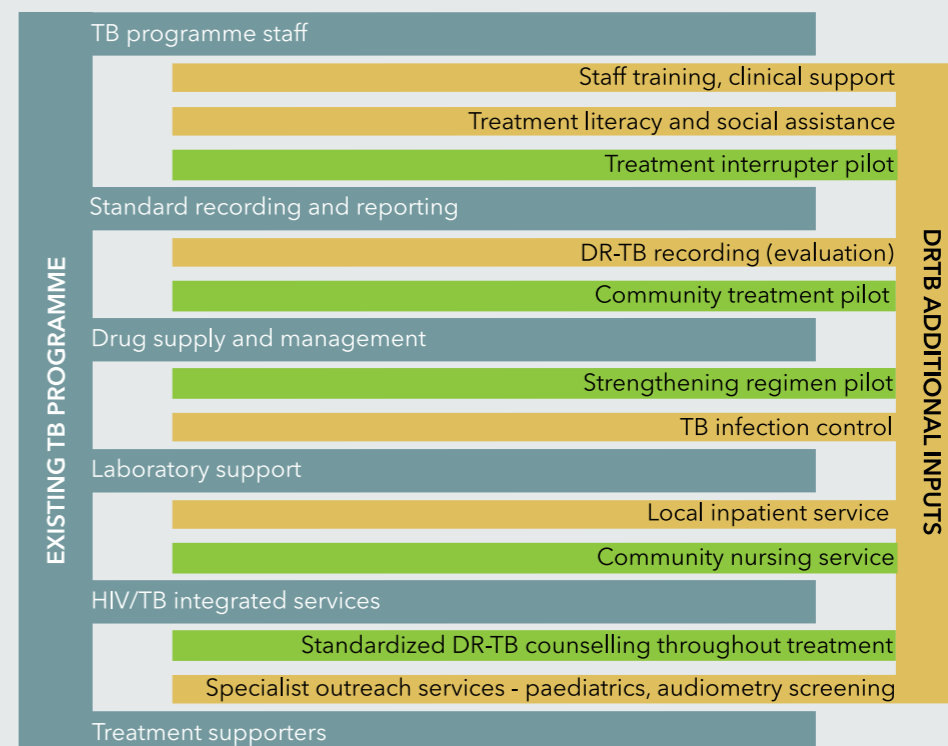 TB programme staff
Staff training, clinical support
Treatment literacy and social assistance
Treatment interrupter pilot
Standard recording and reporting
DR-TB recording (evaluation)
Community treatment pilot
Drug supply and management
Strengthening regimen pilot
TB infection control
Laboratory support
Local inpatient service
Community nursing service
HIV/TB integrated services
Standardized DR-TB counselling throughout treatment
Specialist outreach services - paediatrics, audiometry screening
Treatment supporters
EXISTING TB PROGRAMME
DRTB ADDITIONAL INPUTS